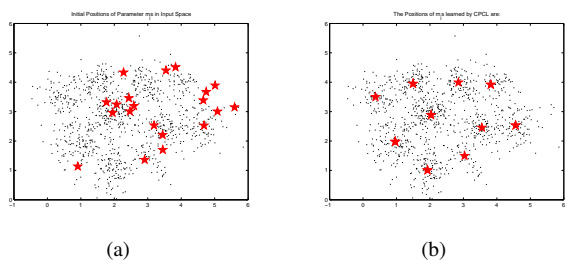 Initial Positions of Parameter mⱼs in Input Space
The Positions of mⱼs learned by CPCL are:
6
5
4
3
2
1
0
-1 0 1 2 3 4 5 6
6
5
4
3
2
1
0
-1 0 1 2 3 4 5 6
(a)
(b)